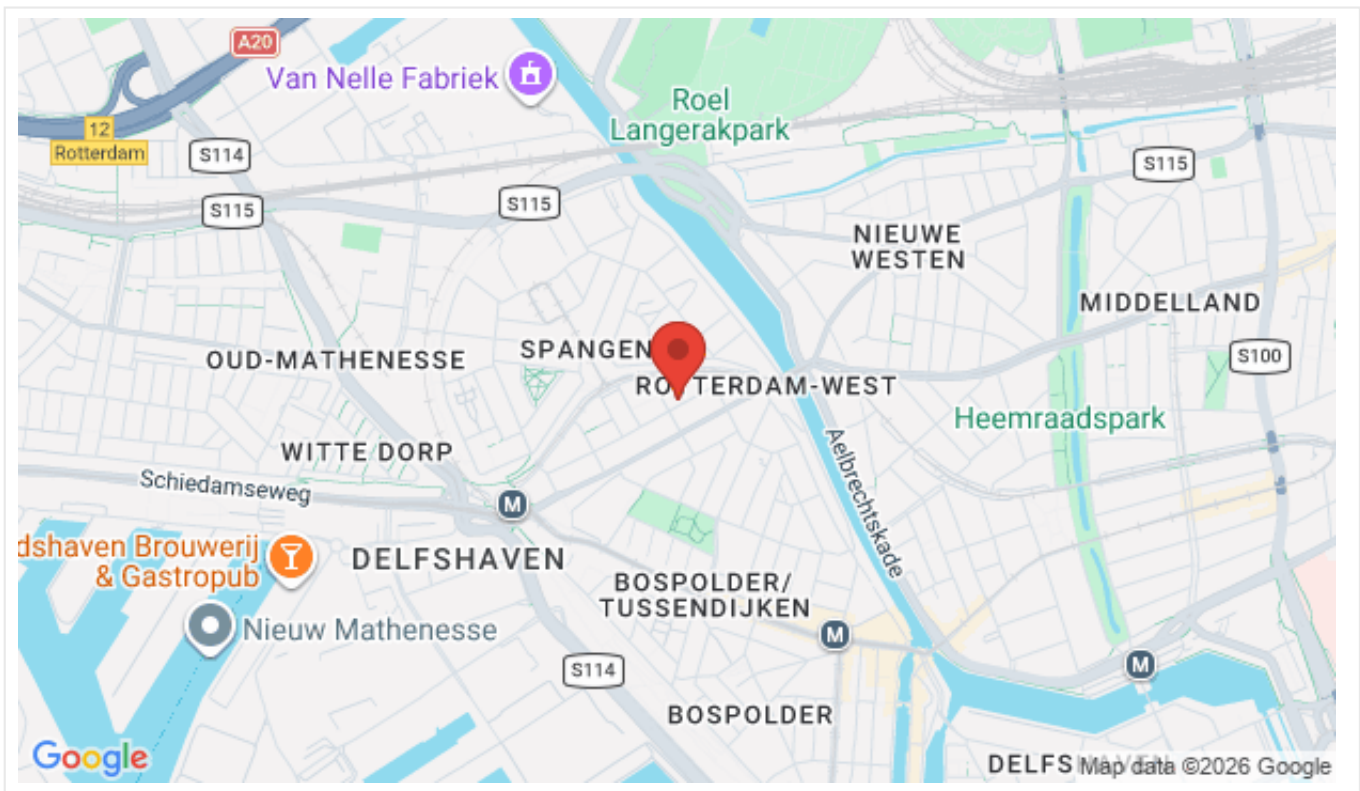 A20
Van Nelle Fabriek
Roel
Langerakpark
12
Rotterdam
S114
S115
S115
S115
NIEUWE
WESTEN
MIDDELLAND
SPANGEN
OUD-MATHENESSE
S100
ROTTERDAM-WEST
Heemraadspark
WITTE DORP
Aelbrechtskade
Schiedamseweg
M
dshaven Brouwerij
& Gastropub
DELFSHAVEN
BOSPOLDER/
TUSSENDIJKEN
Nieuw Mathenesse
M
M
S114
BOSPOLDER
Google
DELFSHAVEN
Map data ©2026 Google